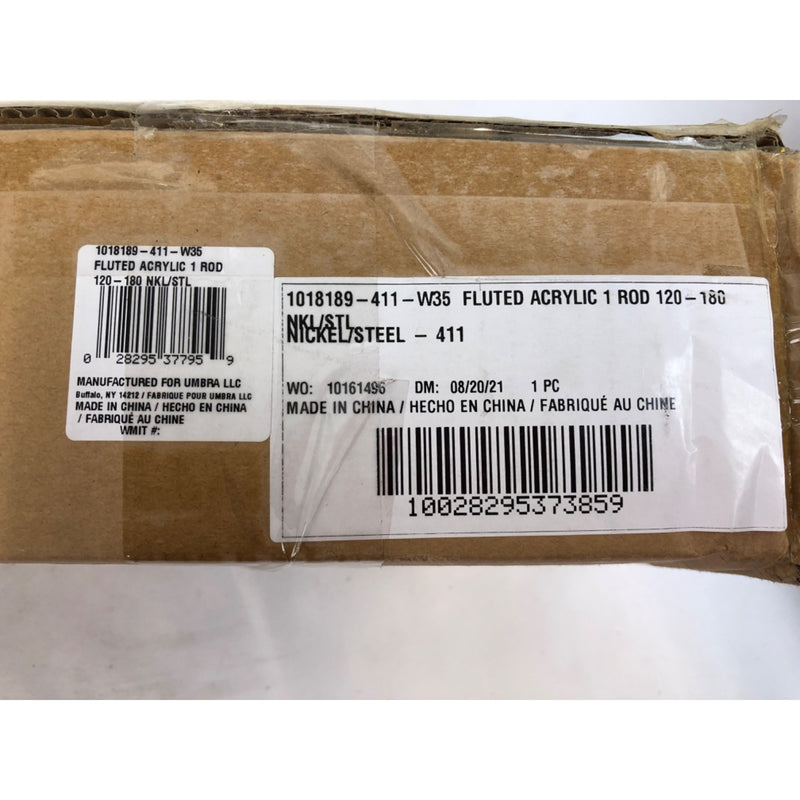 1018189-411-W35
FLUTED ACRYLIC 1 ROD
120-180 NKL/STL
0 28295 37795 9
MANUFACTURED FOR UMBRA LLC
Buffalo, NY 14212 / FABRIQUE POUR UMBRA LLC
MADE IN CHINA / HECHO EN CHINA
/ FABRIQUÉ AU CHINE
WMIT #:
1018189-411-W35 FLUTED ACRYLIC 1 ROD 120-180
NKL/STL
NICKEL/STEEL - 411
WO: 10161496 DM: 08/20/21 1 PC
MADE IN CHINA / HECHO EN CHINA / FABRIQUÉ AU CHINE
10028295373859